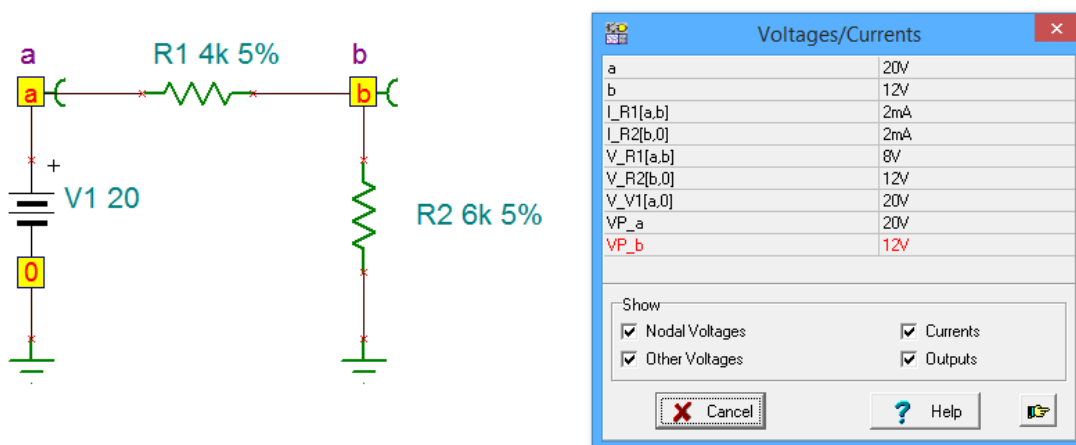 a
R1 4k 5%
b
a
b
+
V1 20
R2 6k 5%
0
Voltages/Currents
a 20V
b 12V
I_R1[a,b] 2mA
I_R2[b,0] 2mA
V_R1[a,b] 8V
V_R2[b,0] 12V
V_V1[a,0] 20V
VP_a 20V
VP_b 12V
Show
Nodal Voltages Currents
Other Voltages Outputs
Cancel ? Help